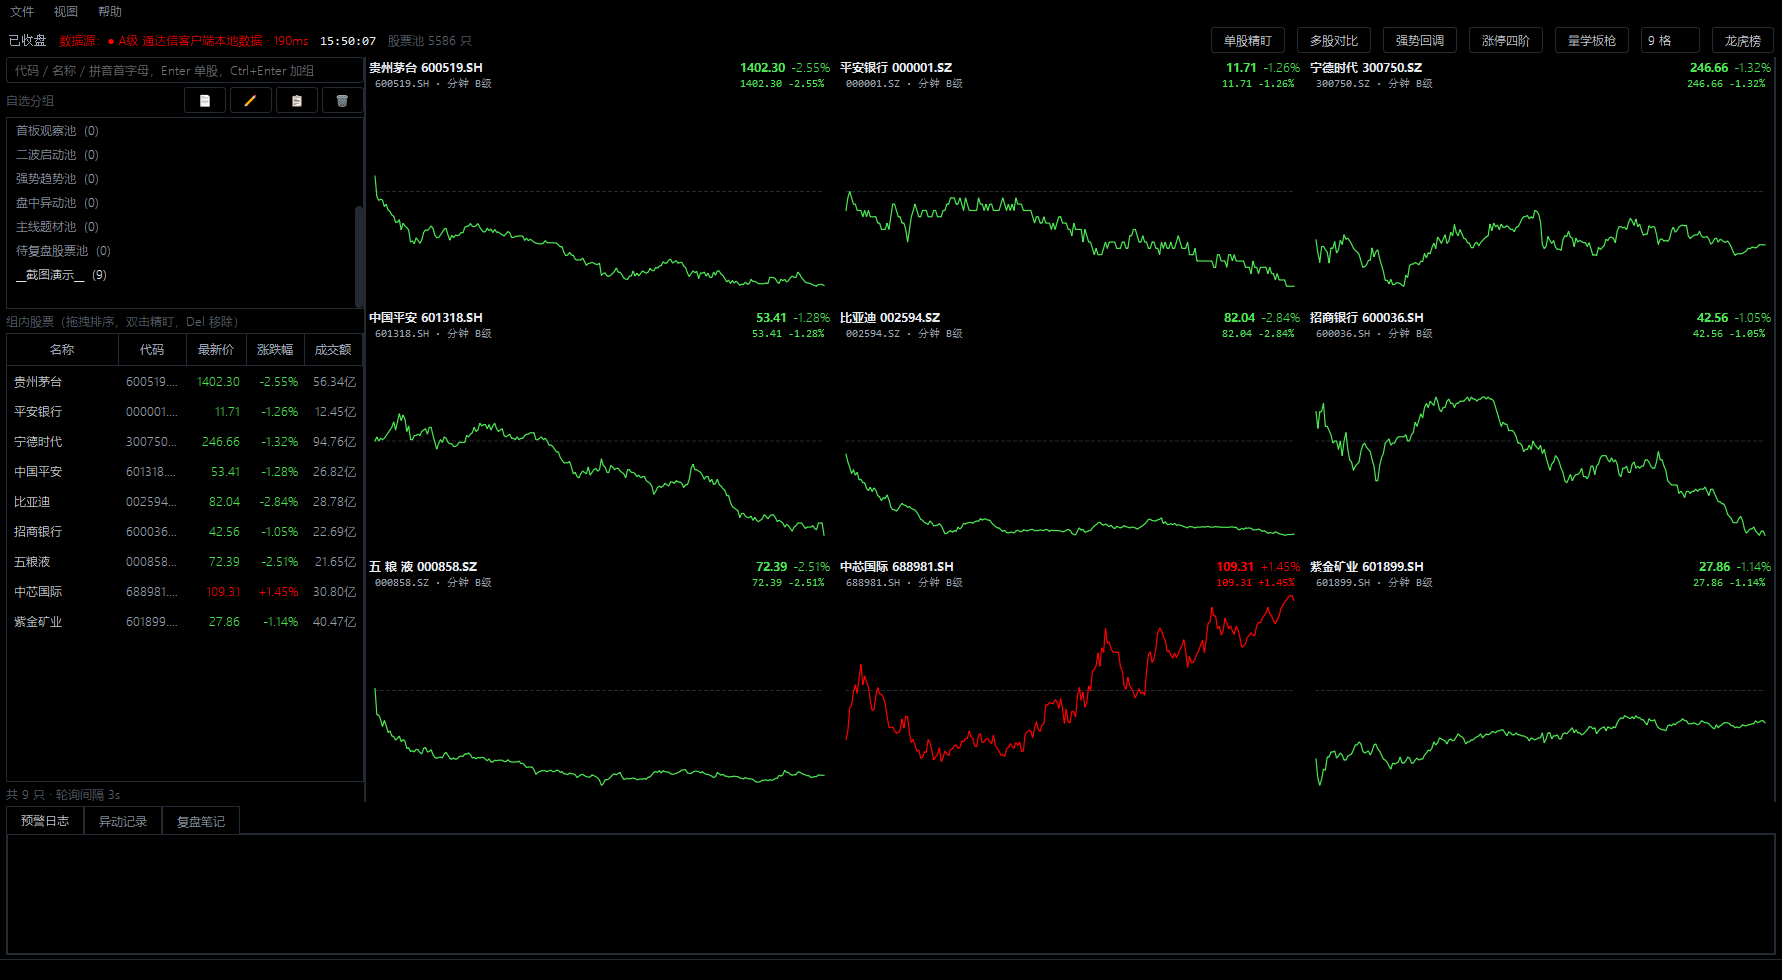 文件 视图 帮助
已收盘 数据源: ● A级 通达信客户端本地数据 · 190ms 15:50:07 股票池 5586 只
单股精盯 多股对比 强势回调 涨停四阶 量学板枪 9 格 龙虎榜
代码 / 名称 / 拼音首字母，Enter 单股，Ctrl+Enter 加组
自选分组
首板观察池 (0)
二波启动池 (0)
强势趋势池 (0)
盘中异动池 (0)
主线题材池 (0)
待复盘股票池 (0)
__截图演示__ (9)
组内股票（拖拽排序，双击精盯，Del 移除）
名称 代码 最新价 涨跌幅 成交额
贵州茅台 600519.... 1402.30 -2.55% 56.34亿
平安银行 000001.... 11.71 -1.26% 12.45亿
宁德时代 300750... 246.66 -1.32% 94.76亿
中国平安 601318.... 53.41 -1.28% 26.82亿
比亚迪 002594... 82.04 -2.84% 28.78亿
招商银行 600036... 42.56 -1.05% 22.69亿
五粮液 000858... 72.39 -2.51% 21.65亿
中芯国际 688981.... 109.31 +1.45% 30.80亿
紫金矿业 601899.... 27.86 -1.14% 40.47亿
共 9 只 · 轮询间隔 3s
贵州茅台 600519.SH 1402.30 -2.55%
600519.SH · 分钟 B级 1402.30 -2.55%
平安银行 000001.SZ 11.71 -1.26%
000001.SZ · 分钟 B级 11.71 -1.26%
宁德时代 300750.SZ 246.66 -1.32%
300750.SZ · 分钟 B级 246.66 -1.32%
中国平安 601318.SH 53.41 -1.28%
601318.SH · 分钟 B级 53.41 -1.28%
比亚迪 002594.SZ 82.04 -2.84%
002594.SZ · 分钟 B级 82.04 -2.84%
招商银行 600036.SH 42.56 -1.05%
600036.SH · 分钟 B级 42.56 -1.05%
五 粮 液 000858.SZ 72.39 -2.51%
000858.SZ · 分钟 B级 72.39 -2.51%
中芯国际 688981.SH 109.31 +1.45%
688981.SH · 分钟 B级 109.31 +1.45%
紫金矿业 601899.SH 27.86 -1.14%
601899.SH · 分钟 B级 27.86 -1.14%
预警日志 异动记录 复盘笔记